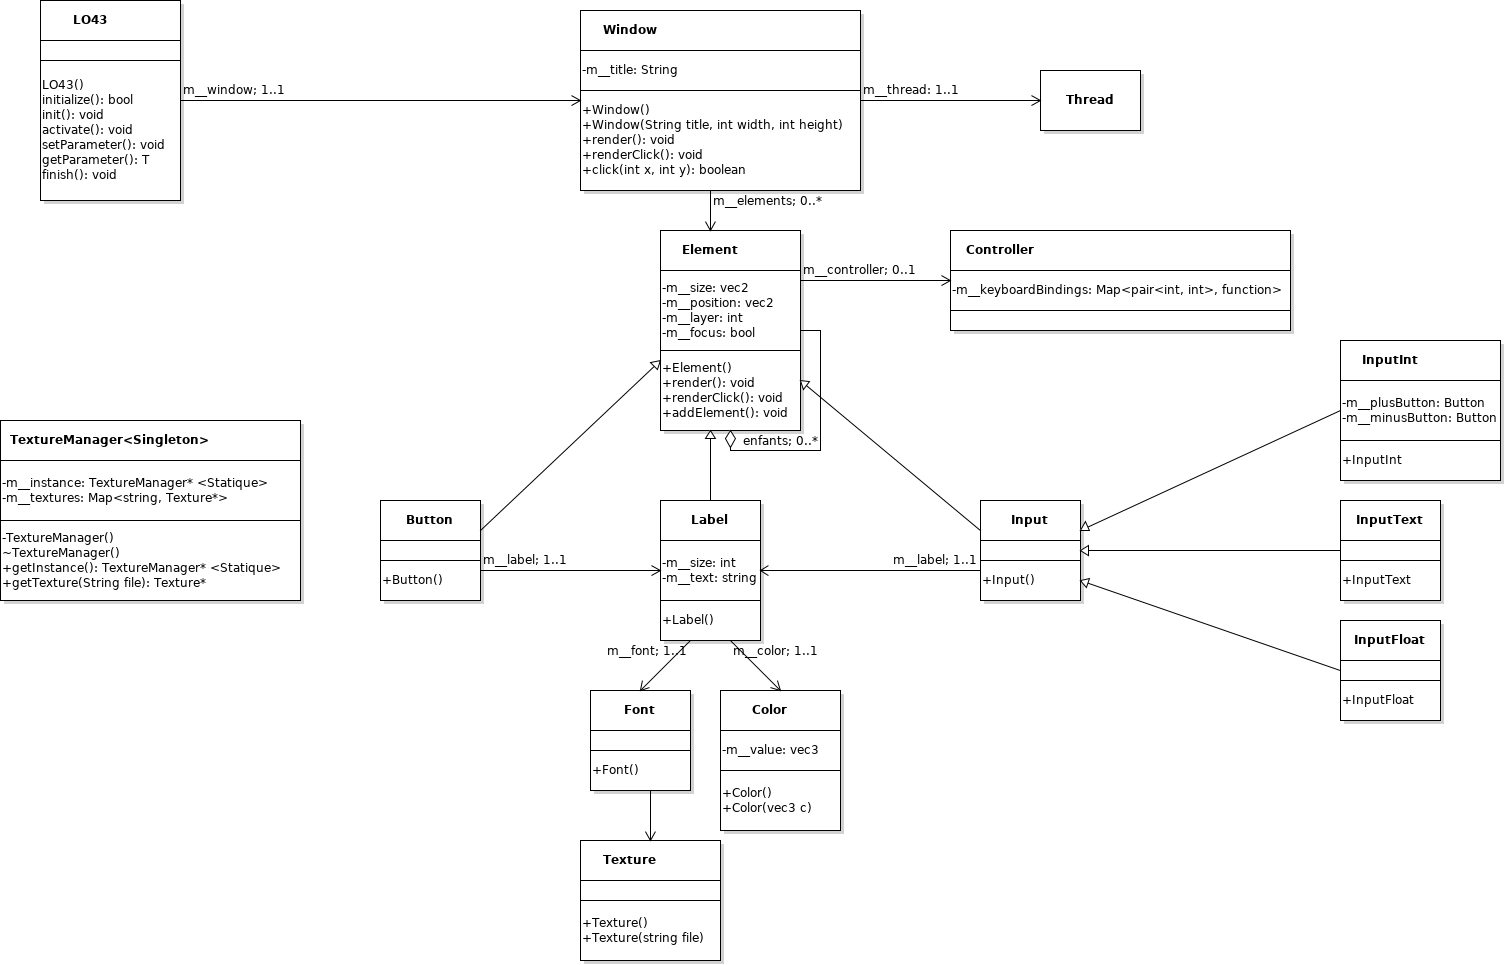 LO43
LO43()
initialize(): bool
init(): void
activate(): void
setParameter(): void
getParameter(): T
finish(): void
m__window; 1..1
Window
-m__title: String
+Window()
+Window(String title, int width, int height)
+render(): void
+renderClick(): void
+click(int x, int y): boolean
m__thread: 1..1
Thread
m__elements; 0..*
Element
-m__size: vec2
-m__position: vec2
-m__layer: int
-m__focus: bool
+Element()
+render(): void
+renderClick(): void
+addElement(): void
m__controller; 0..1
Controller
-m__keyboardBindings: Map<pair<int, int>, function>
enfants; 0..*
InputInt
-m__plusButton: Button
-m__minusButton: Button
+InputInt
TextureManager<Singleton>
-m__instance: TextureManager* <Statique>
-m__textures: Map<string, Texture*>
-TextureManager()
~TextureManager()
+getInstance(): TextureManager* <Statique>
+getTexture(String file): Texture*
Button
+Button()
m__label; 1..1
Label
-m__size: int
-m__text: string
+Label()
m__label; 1..1
Input
+Input()
InputText
+InputText
InputFloat
+InputFloat
m__font; 1..1
m__color; 1..1
Font
+Font()
Color
-m__value: vec3
+Color()
+Color(vec3 c)
Texture
+Texture()
+Texture(string file)